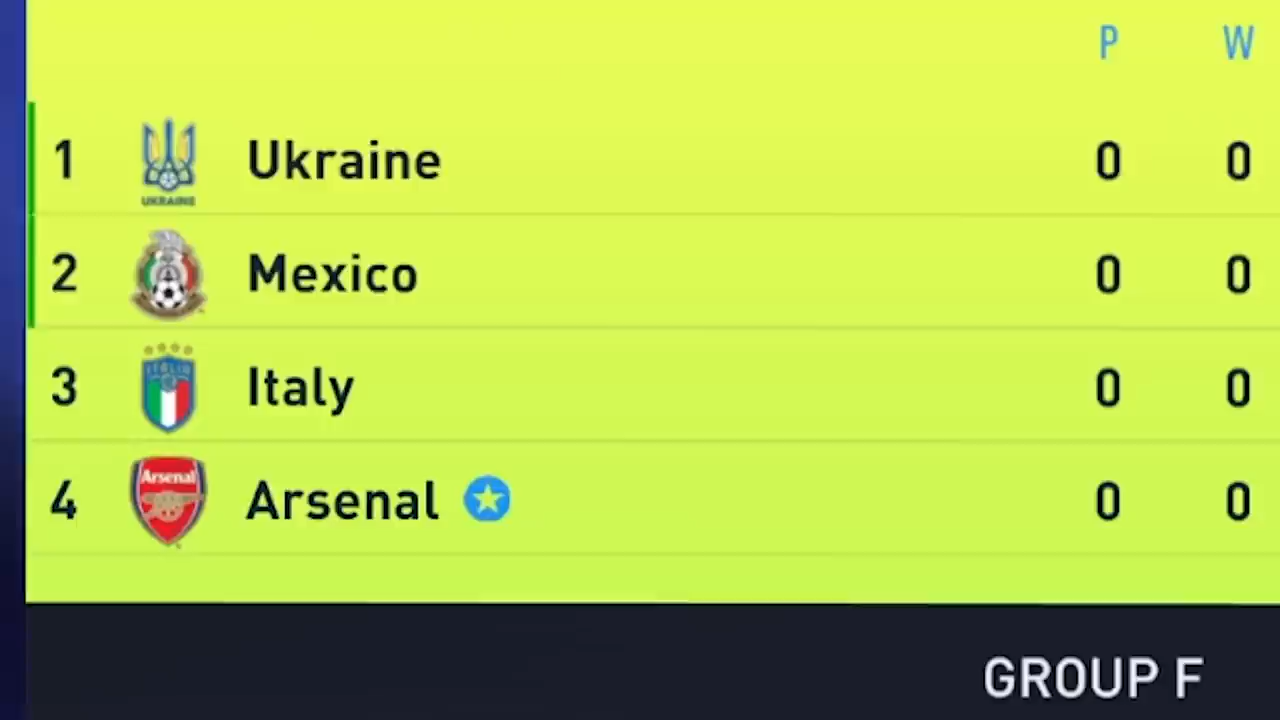 P W
1 UKRAINE Ukraine 0 0
2 Mexico 0 0
3 ITALIA Italy 0 0
4 Arsenal Arsenal 0 0
GROUP F